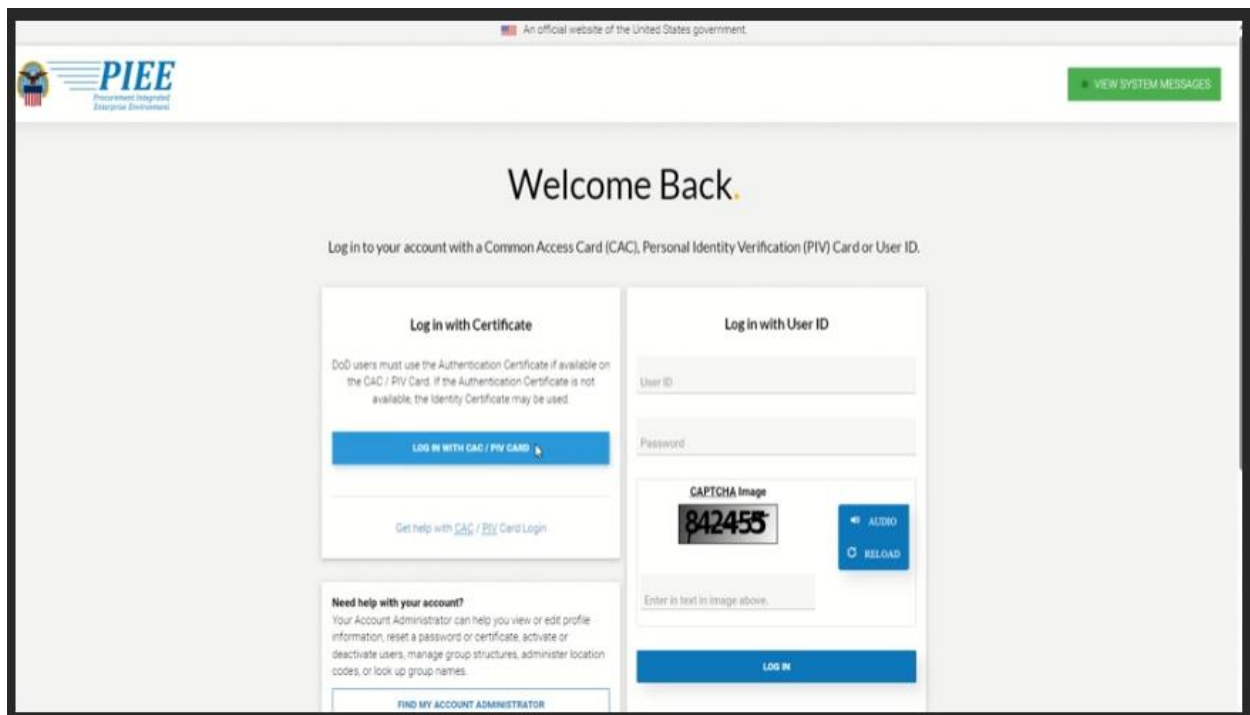 An official website of the United States government.
PIEE
Procurement Integrated
Enterprise Environment
VIEW SYSTEM MESSAGES
Welcome Back.
Log in to your account with a Common Access Card (CAC), Personal Identity Verification (PIV) Card or User ID.
Log in with Certificate
DoD users must use the Authentication Certificate if available on
the CAC / PIV Card. If the Authentication Certificate is not
available, the Identity Certificate may be used.
LOG IN WITH CAC / PIV CARD
Get help with CAC / PIV Card Login
Need help with your account?
Your Account Administrator can help you view or edit profile
information, reset a password or certificate, activate or
deactivate users, manage group structures, administer location
codes, or look up group names.
FIND MY ACCOUNT ADMINISTRATOR
Log in with User ID
User ID
Password
CAPTCHA Image
842455
AUDIO
RELOAD
Enter in text in image above.
LOG IN